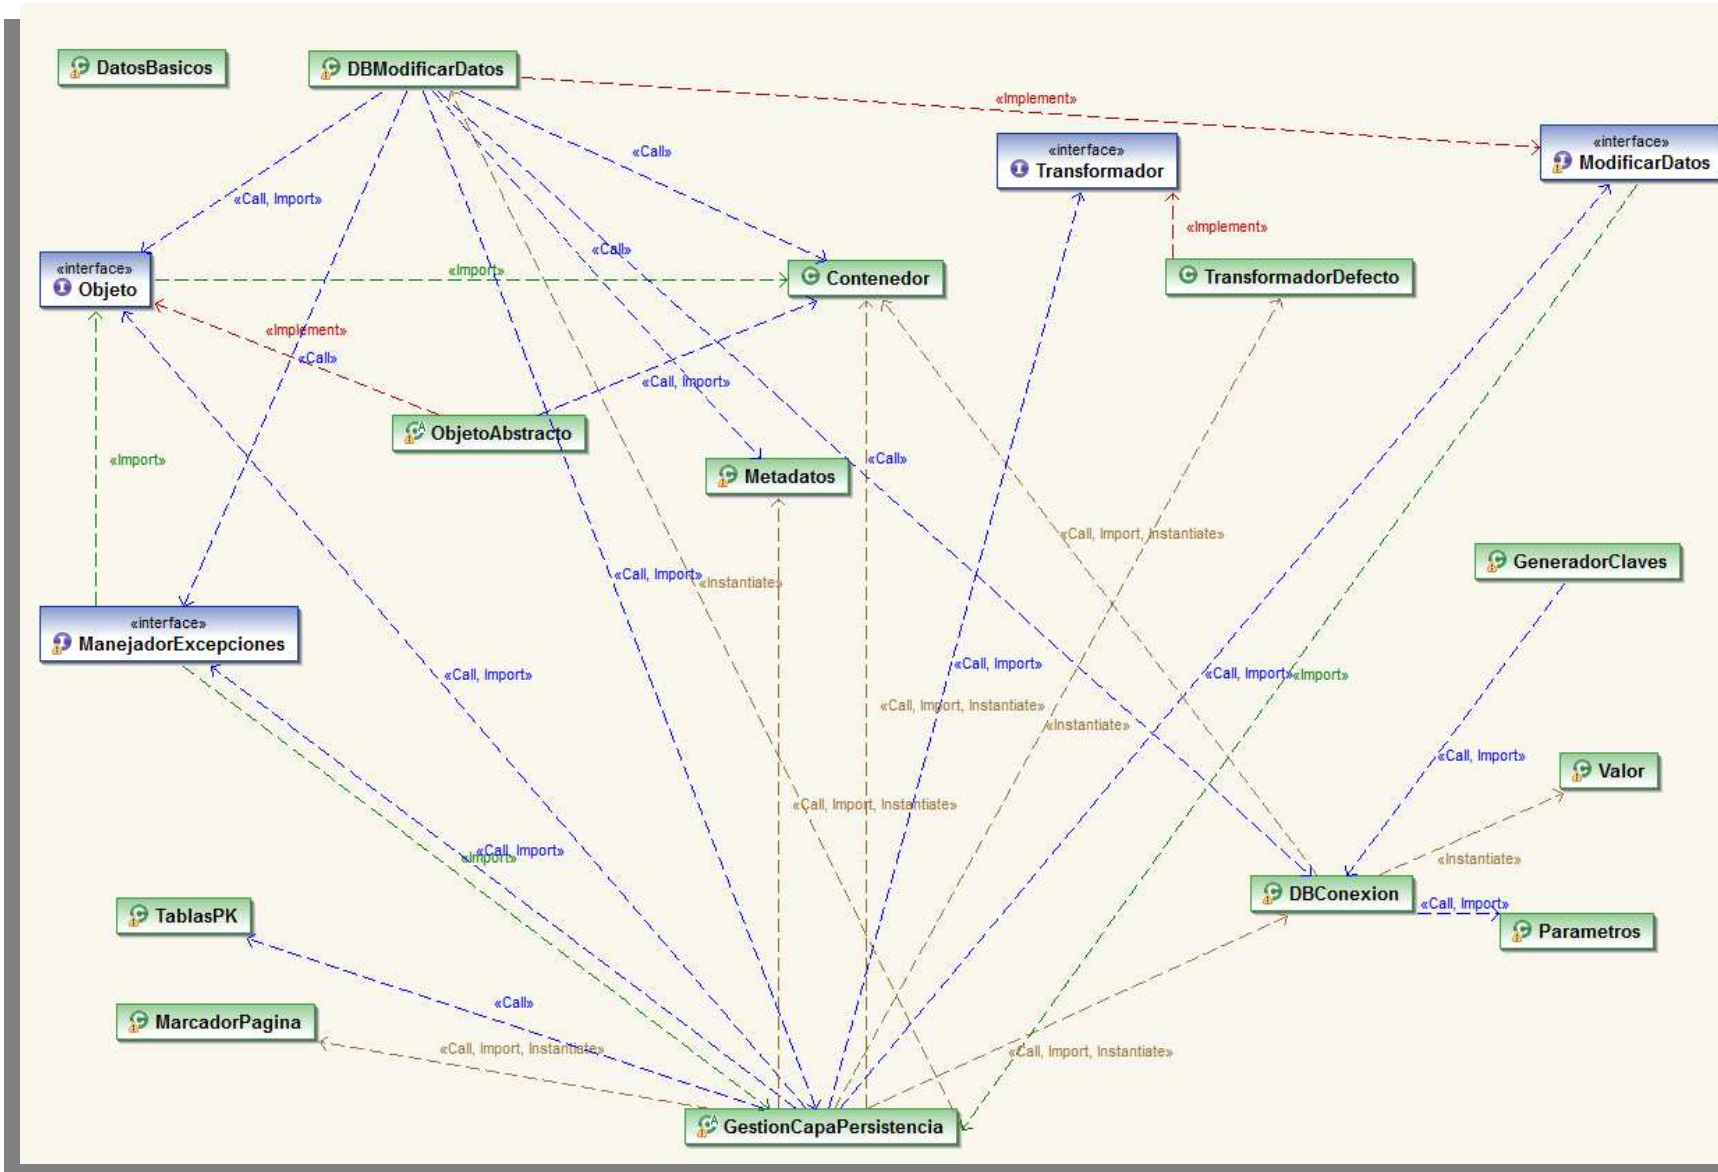 DatosBasicos
DBModificarDatos
«Implement»
«interface»
ModificarDatos
«interface»
Transformador
«Call»
«Call, Import»
«Implement»
«Call»
«interface»
Objeto
«Import»
Contenedor
TransformadorDefecto
«Implement»
«Call»
«Call, Import»
ObjetoAbstracto
«Import»
«Call»
Metadatos
«Call, Import, Instantiate»
GeneradorClaves
«Call, Import»
«Instantiate»
«interface»
ManejadorExcepciones
«Call, Import»
«Call, Import»
«Call, Import»
«Import»
«Call, Import, Instantiate»
«Instantiate»
«Call, Import»
Valor
«Call, Import, Instantiate»
«Call, Import»
«Import»
«Instantiate»
DBConexion
«Call, Import»
TablasPK
Parametros
«Call»
MarcadorPagina
«Call, Import, Instantiate»
«Call, Import, Instantiate»
GestionCapaPersistencia